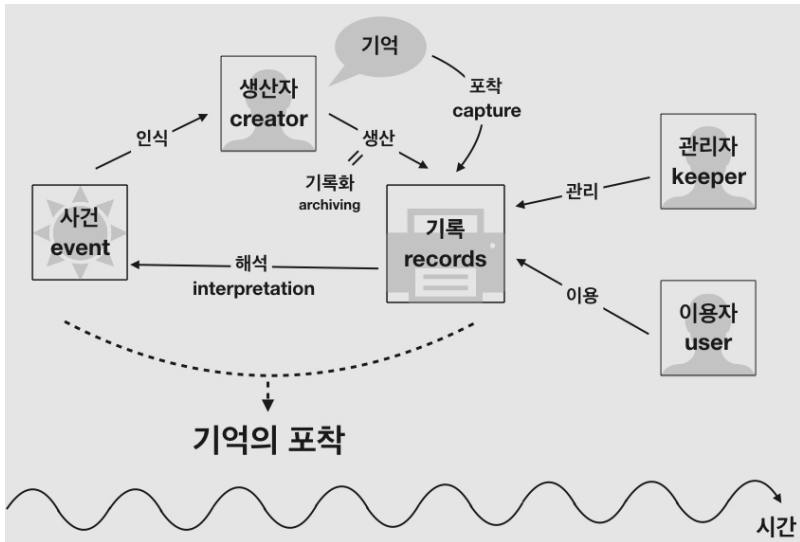 기억
생산자
creator
포착
capture
인식
생산
기록화
archiving
관리자
keeper
관리
사건
event
기록
records
해석
interpretation
이용
이용자
user
기억의 포착
시간